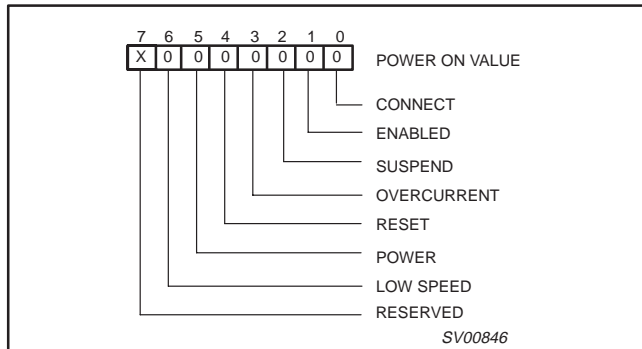 7 6 5 4 3 2 1 0
X 0 0 0 0 0 0 0 POWER ON VALUE
CONNECT
ENABLED
SUSPEND
OVERCURRENT
RESET
POWER
LOW SPEED
RESERVED
SV00846